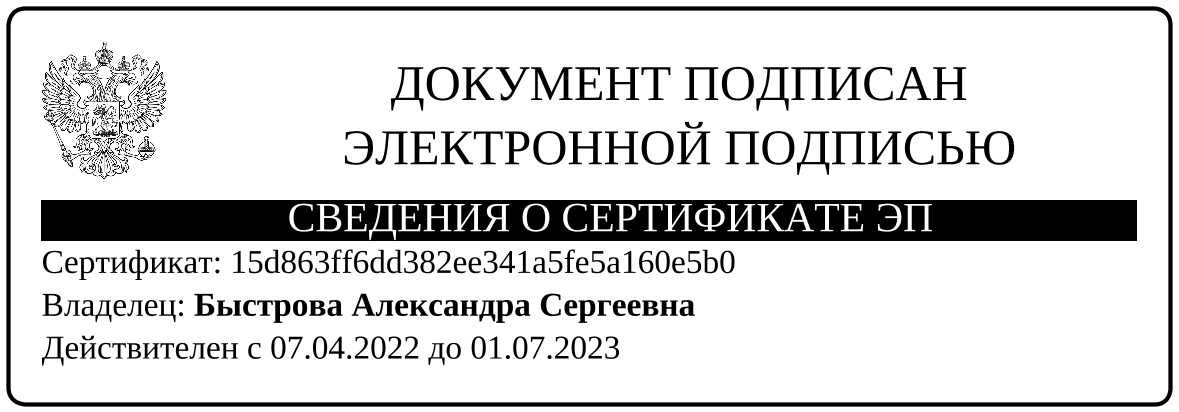 ДОКУМЕНТ ПОДПИСАН
ЭЛЕКТРОННОЙ ПОДПИСЬЮ
СВЕДЕНИЯ О СЕРТИФИКАТЕ ЭП
Сертификат: 15d863ff6dd382ee341a5fe5a160e5b0
Владелец: Быстрова Александра Сергеевна
Действителен с 07.04.2022 до 01.07.2023